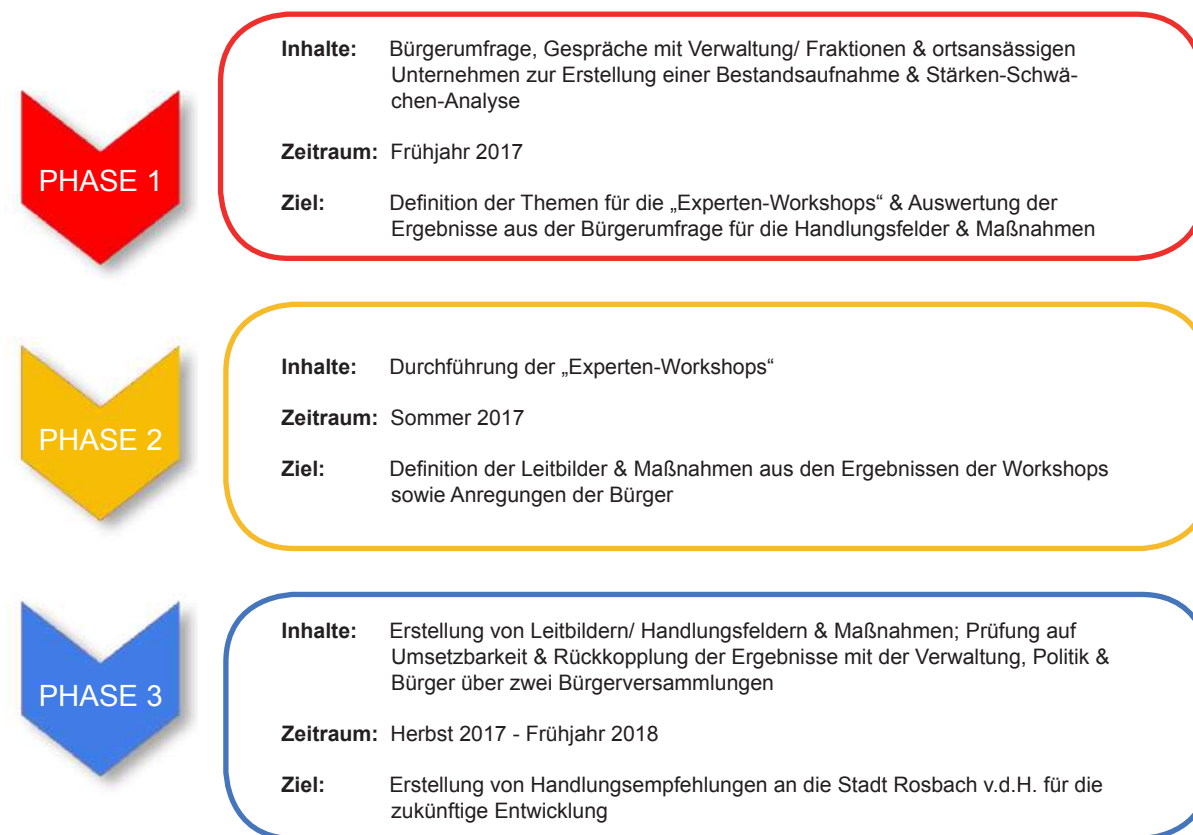 PHASE 1
Inhalte: Bürgerumfrage, Gespräche mit Verwaltung/ Fraktionen & ortsansässigen
Unternehmen zur Erstellung einer Bestandsaufnahme & Stärken-Schwä-
chen-Analyse
Zeitraum: Frühjahr 2017
Ziel: Definition der Themen für die „Experten-Workshops“ & Auswertung der
Ergebnisse aus der Bürgerumfrage für die Handlungsfelder & Maßnahmen
PHASE 2
Inhalte: Durchführung der „Experten-Workshops“
Zeitraum: Sommer 2017
Ziel: Definition der Leitbilder & Maßnahmen aus den Ergebnissen der Workshops
sowie Anregungen der Bürger
PHASE 3
Inhalte: Erstellung von Leitbildern/ Handlungsfeldern & Maßnahmen; Prüfung auf
Umsetzbarkeit & Rückkopplung der Ergebnisse mit der Verwaltung, Politik &
Bürger über zwei Bürgerversammlungen
Zeitraum: Herbst 2017 - Frühjahr 2018
Ziel: Erstellung von Handlungsempfehlungen an die Stadt Rosbach v.d.H. für die
zukünftige Entwicklung